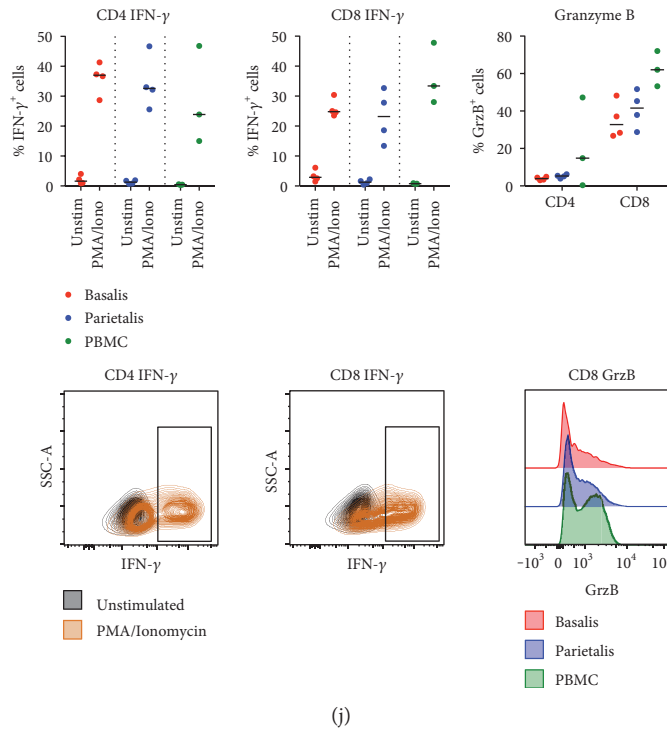 CD4 IFN-γ
50
40
30
20
10
0
% IFN-γ+ cells
Unstim
PMA/Iono
Unstim
PMA/Iono
Unstim
PMA/Iono
CD8 IFN-γ
50
40
30
20
10
0
% IFN-γ+ cells
Unstim
PMA/Iono
Unstim
PMA/Iono
Unstim
PMA/Iono
Granzyme B
80
60
40
20
0
% GrzB+ cells
CD4
CD8
Basalis
Parietalis
PBMC
CD4 IFN-γ
SSC-A
IFN-γ
CD8 IFN-γ
SSC-A
IFN-γ
Unstimulated
PMA/Ionomycin
CD8 GrzB
−10³ 0 10³ 10⁴
GrzB
Basalis
Parietalis
PBMC
(j)